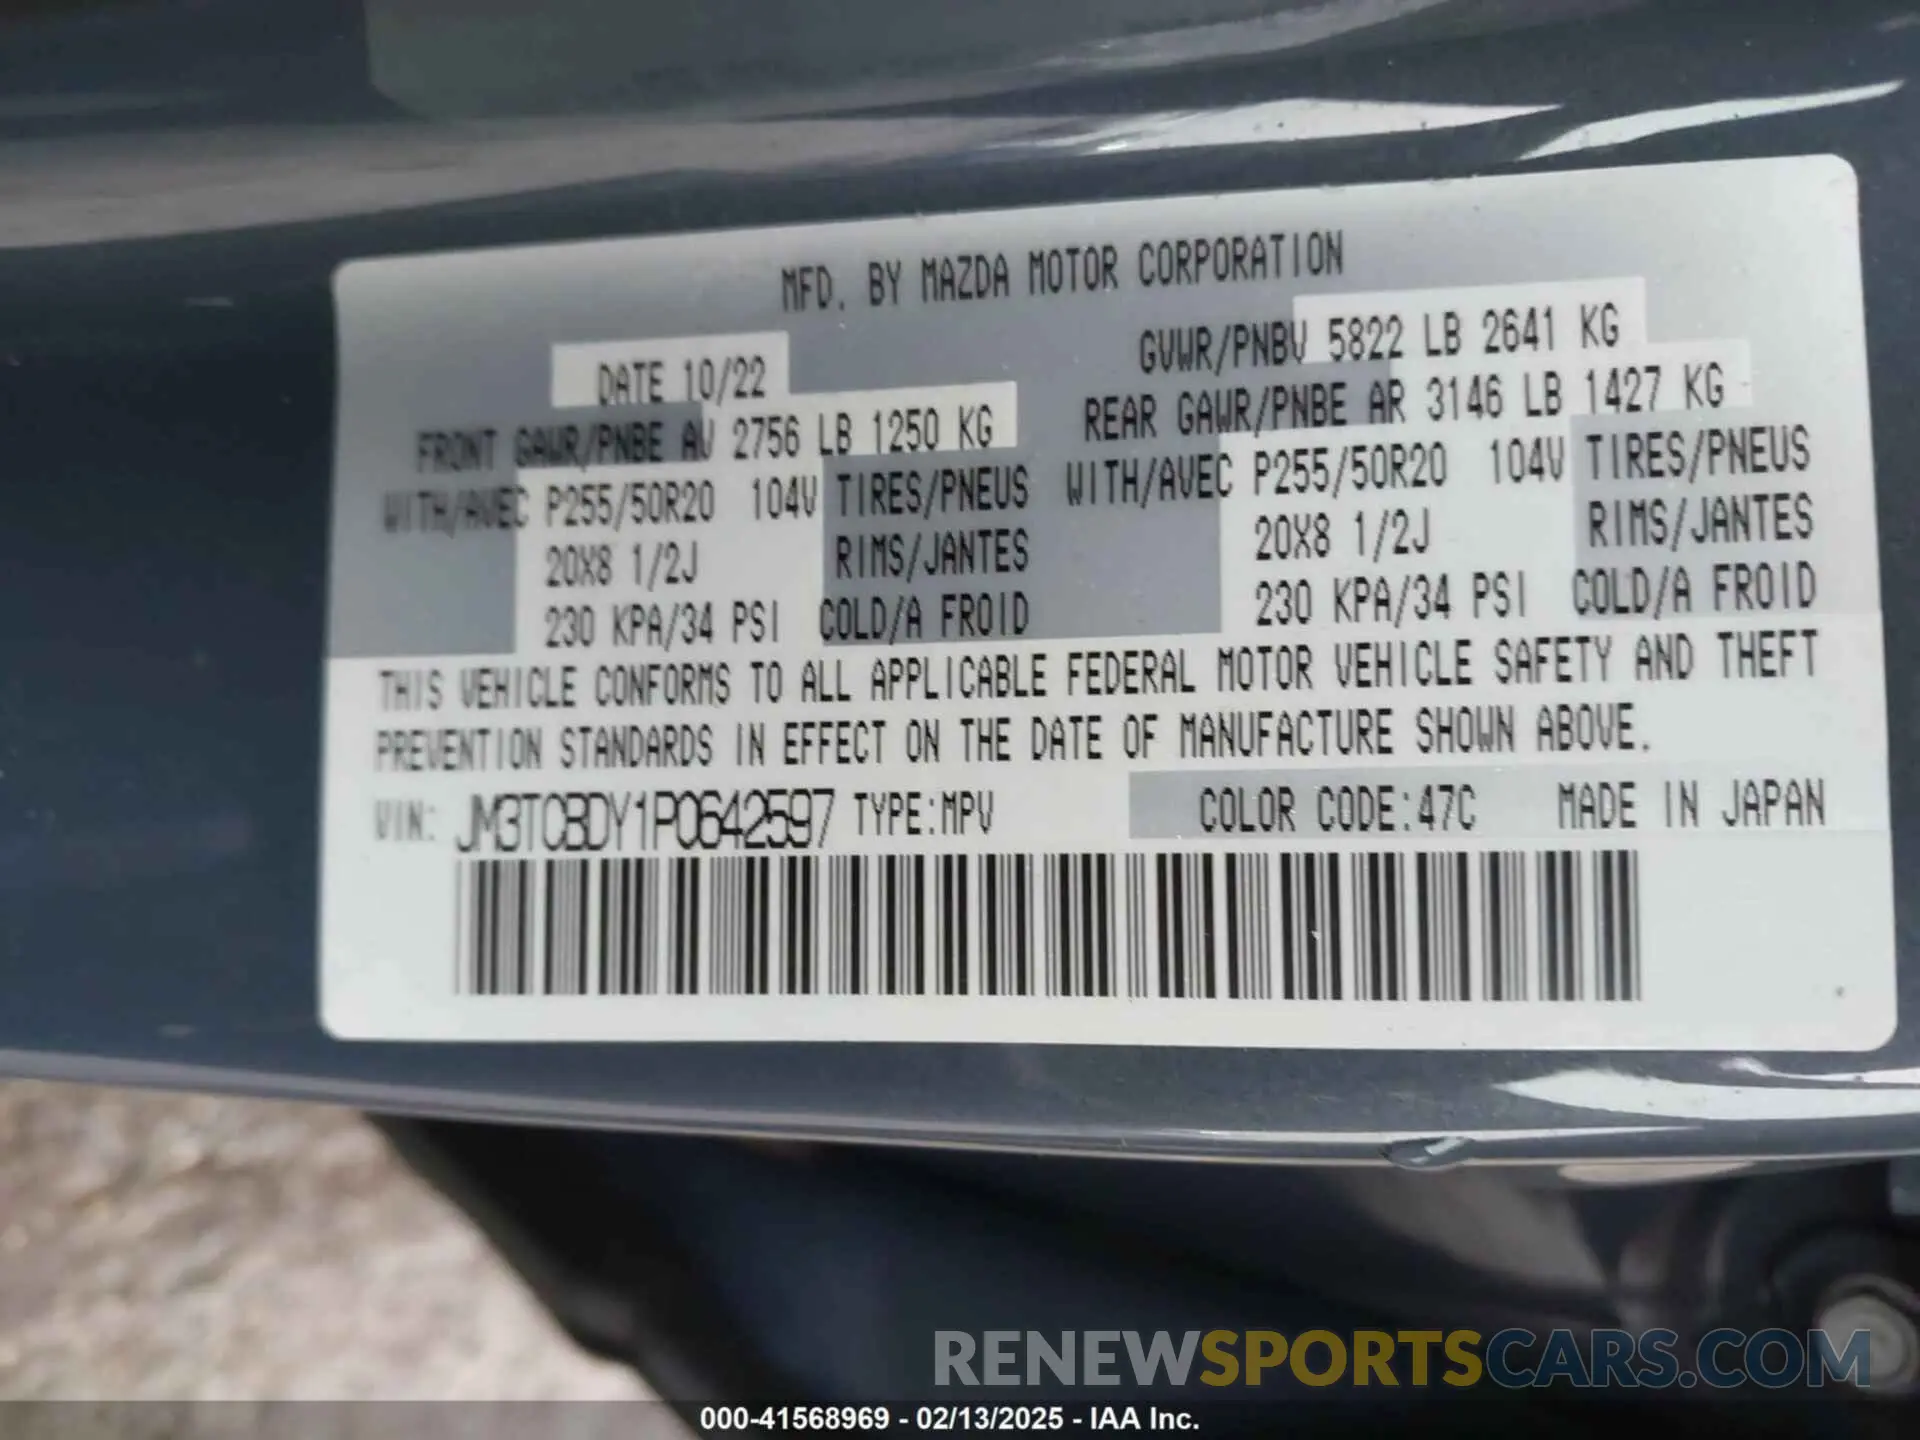 MFD. BY MAZDA MOTOR CORPORATION
DATE 10/22
GVWR/PNBV 5822 LB 2641 KG
FRONT GAWR/PNBE AV 2756 LB 1250 KG
REAR GAWR/PNBE AR 3146 LB 1427 KG
WITH/AVEC P255/50R20 104V TIRES/PNEUS
WITH/AVEC P255/50R20 104V TIRES/PNEUS
20X8 1/2J RIMS/JANTES
20X8 1/2J RIMS/JANTES
230 KPA/34 PSI COLD/A FROID
230 KPA/34 PSI COLD/A FROID
THIS VEHICLE CONFORMS TO ALL APPLICABLE FEDERAL MOTOR VEHICLE SAFETY AND THEFT
PREVENTION STANDARDS IN EFFECT ON THE DATE OF MANUFACTURE SHOWN ABOVE.
VIN: JM3TCBDY1P0642597 TYPE:MPV COLOR CODE:47C MADE IN JAPAN
RENEWSPORTSCARS.COM
000-41568969 - 02/13/2025 - IAA Inc.